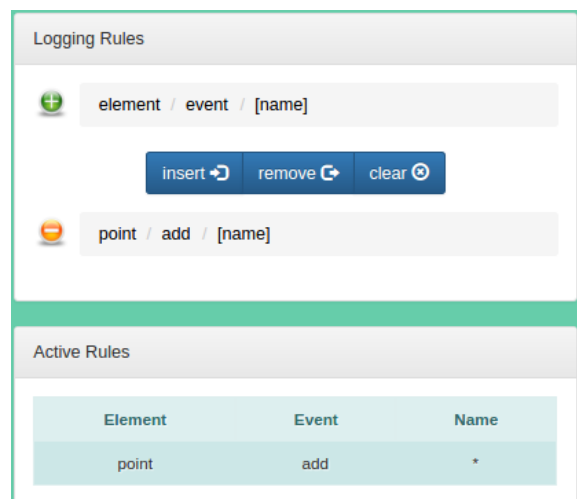 Logging Rules
element / event / [name]
insert remove clear
point / add / [name]
Active Rules
Element Event Name
point add *